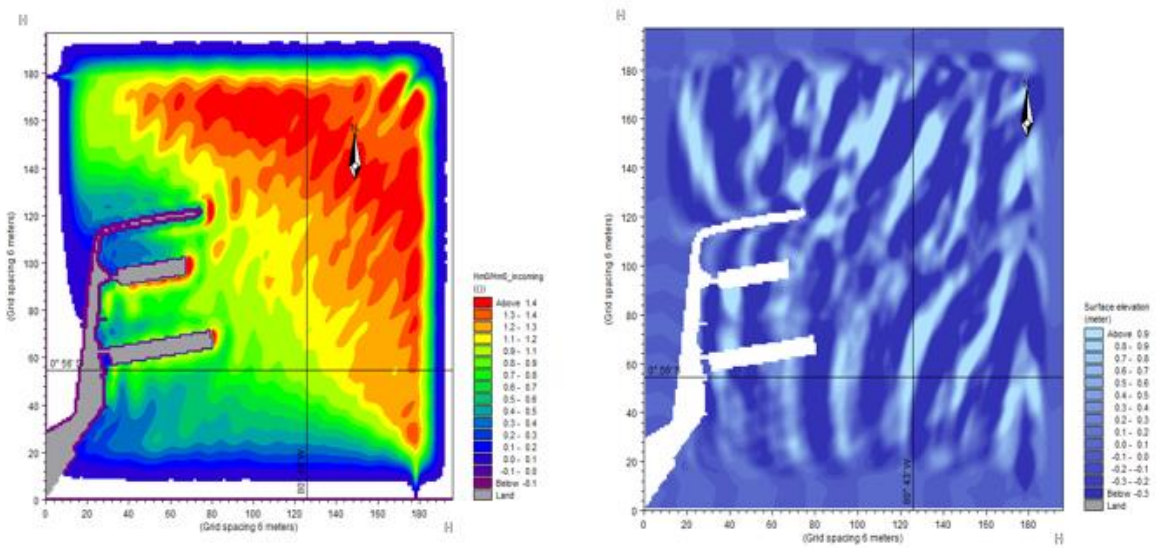 180
160
140
120
100
80
60
40
20
0
(Grid spacing 6 meters)
0° 56'
0 20 40 60 80 100 120 140 160 180
(Grid spacing 6 meters)
Hm0/Hm0_incoming
(())
Above 1.4
1.3 - 1.4
1.2 - 1.3
1.1 - 1.2
0.9 - 1.1
0.8 - 0.9
0.7 - 0.8
0.6 - 0.7
0.5 - 0.6
0.4 - 0.5
0.3 - 0.4
0.2 - 0.3
0.1 - 0.2
0.0 - 0.1
-0.1 - 0.0
Below -0.1
Land
180
160
140
120
100
80
60
40
20
0
(Grid spacing 6 meters)
0 20 40 60 80 100 120 140 160 180
(Grid spacing 6 meters)
Surface elevation
(meter)
Above 0.9
0.8 - 0.9
0.7 - 0.8
0.6 - 0.7
0.5 - 0.6
0.4 - 0.5
0.3 - 0.4
0.2 - 0.3
0.1 - 0.2
0.0 - 0.1
-0.1 - 0.0
-0.2 - -0.1
-0.3 - -0.2
Below -0.3
Land